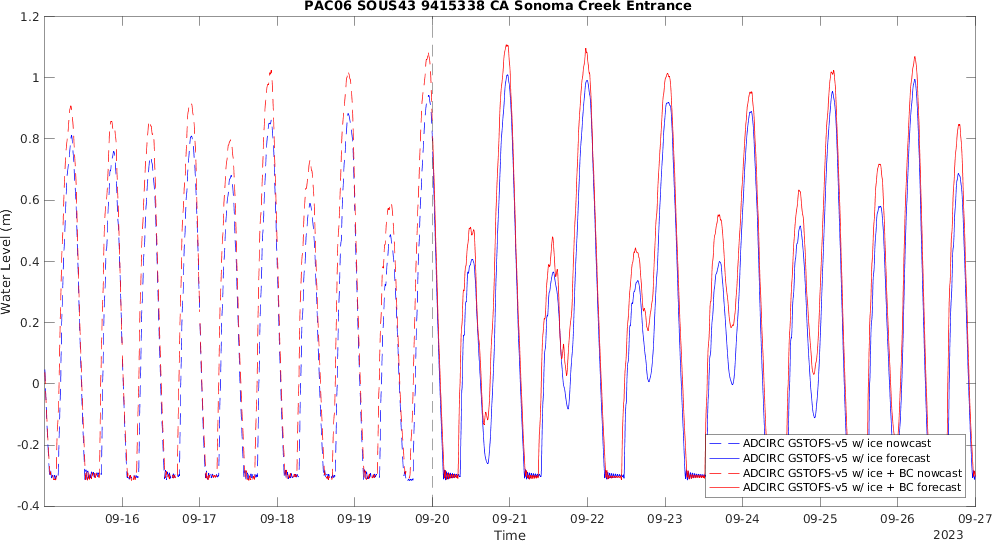 PAC06 SOUS43 9415338 CA Sonoma Creek Entrance
1.2
1
0.8
0.6
0.4
0.2
0
-0.2
-0.4
Water Level (m)
ADCIRC GSTOFS-v5 w/ ice nowcast
ADCIRC GSTOFS-v5 w/ ice forecast
ADCIRC GSTOFS-v5 w/ ice + BC nowcast
ADCIRC GSTOFS-v5 w/ ice + BC forecast
09-16 09-17 09-18 09-19 09-20 09-21 09-22 09-23 09-24 09-25 09-26 09-27
Time
2023